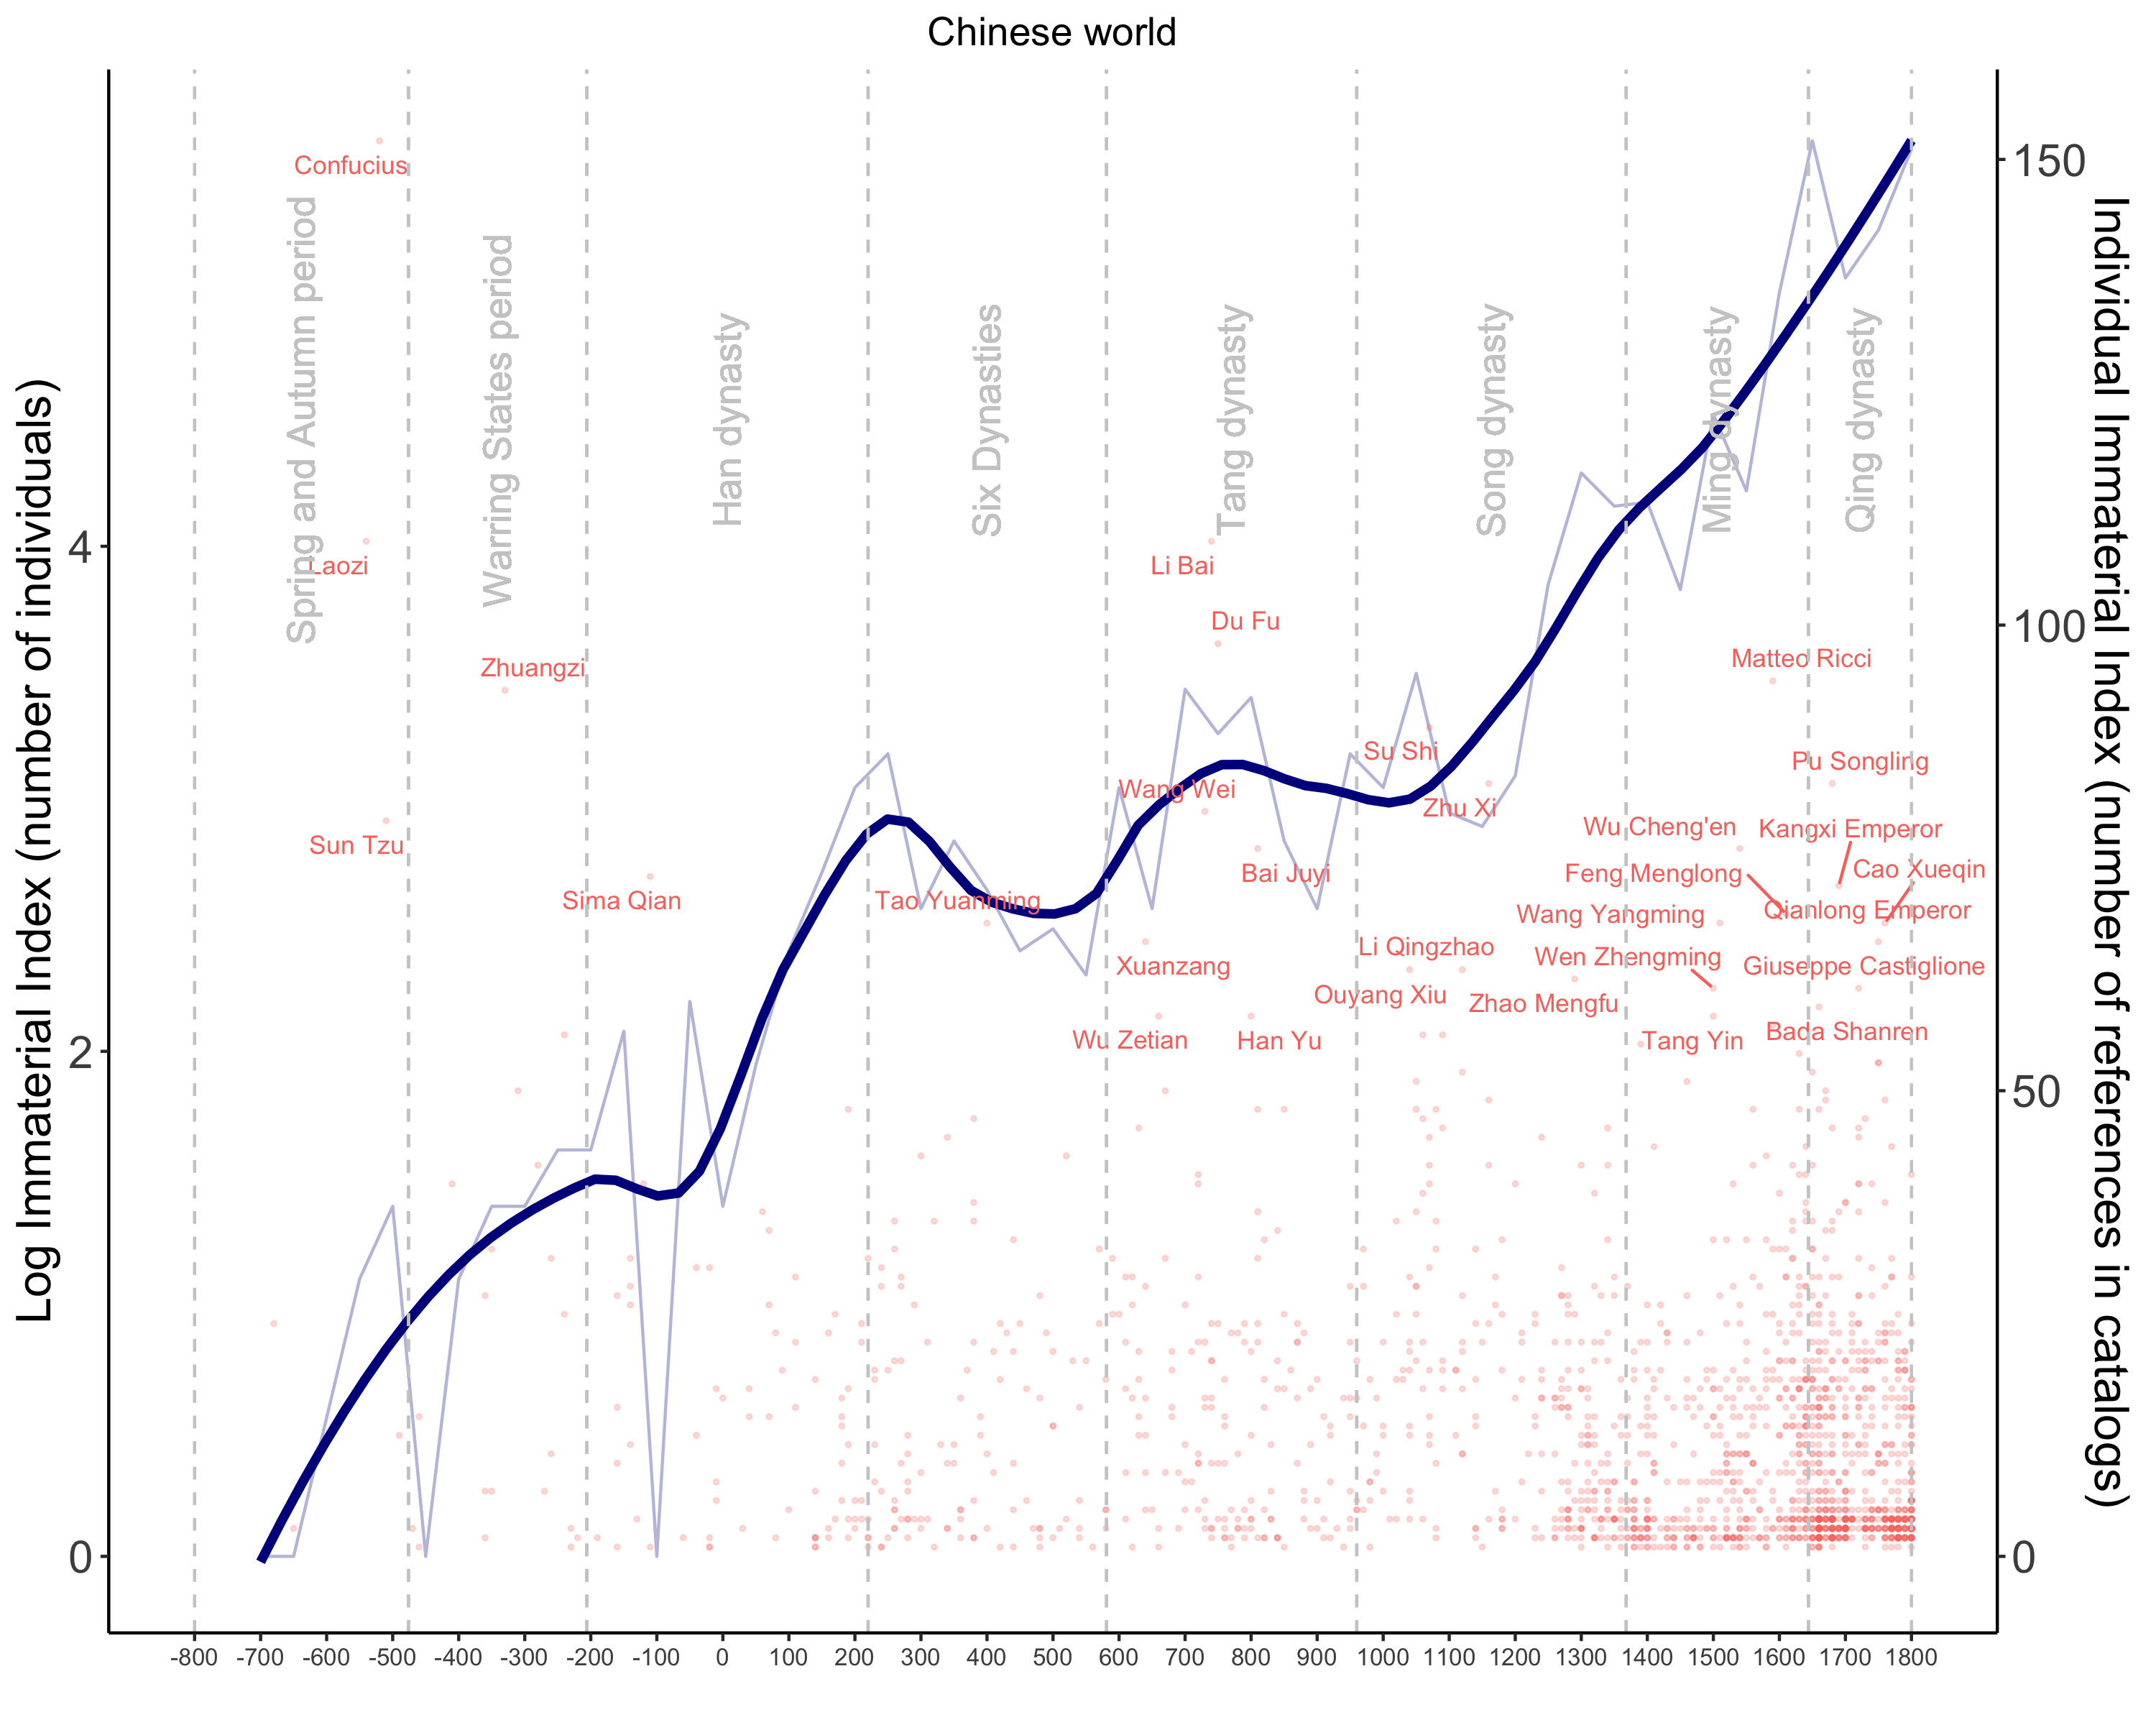 Chinese world
Log Immaterial Index (number of individuals)
4
2
0
Individual Immaterial Index (number of references in catalogs)
150
100
50
0
Spring and Autumn period
Warring States period
Han dynasty
Six Dynasties
Tang dynasty
Song dynasty
Ming dynasty
Qing dynasty
Confucius
Laozi
Li Bai
Du Fu
Zhuangzi
Matteo Ricci
Su Shi
Pu Songling
Wang Wei
Zhu Xi
Sun Tzu
Wu Cheng'en
Kangxi Emperor
Bai Juyi
Feng Menglong
Cao Xueqin
Sima Qian
Tao Yuanming
Wang Yangming
Qianlong Emperor
Xuanzang
Li Qingzhao
Wen Zhengming
Giuseppe Castiglione
Ouyang Xiu
Zhao Mengfu
Wu Zetian
Han Yu
Tang Yin
Bada Shanren
-800 -700 -600 -500 -400 -300 -200 -100 0 100 200 300 400 500 600 700 800 900 1000 1100 1200 1300 1400 1500 1600 1700 1800